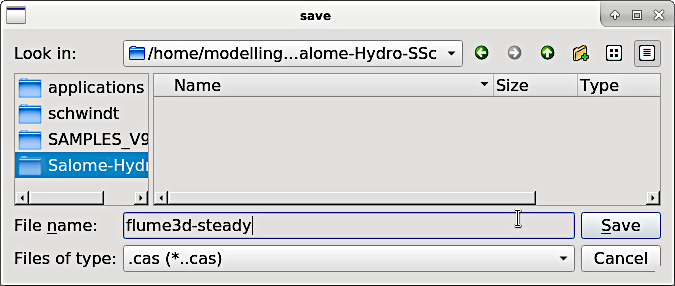 save
Look in: /home/modelling...alome-Hydro-SSc
applications
schwindt
SAMPLES_V9
Salome-Hydr
Name Size Type
File name: flume3d-steady Save
Files of type: .cas (*..cas) Cancel